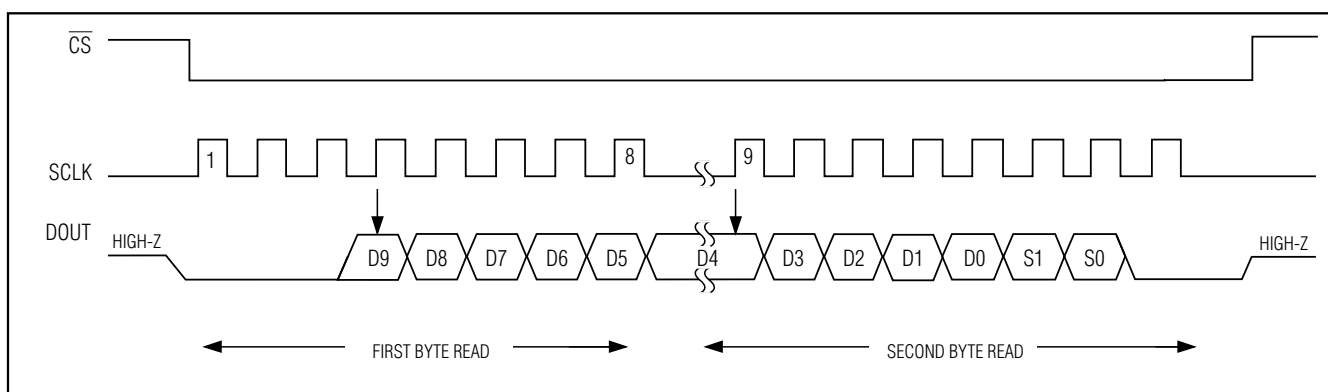 CS
1 8 9
SCLK
DOUT
HIGH-Z D9 D8 D7 D6 D5 D4 D3 D2 D1 D0 S1 S0 HIGH-Z
FIRST BYTE READ SECOND BYTE READ